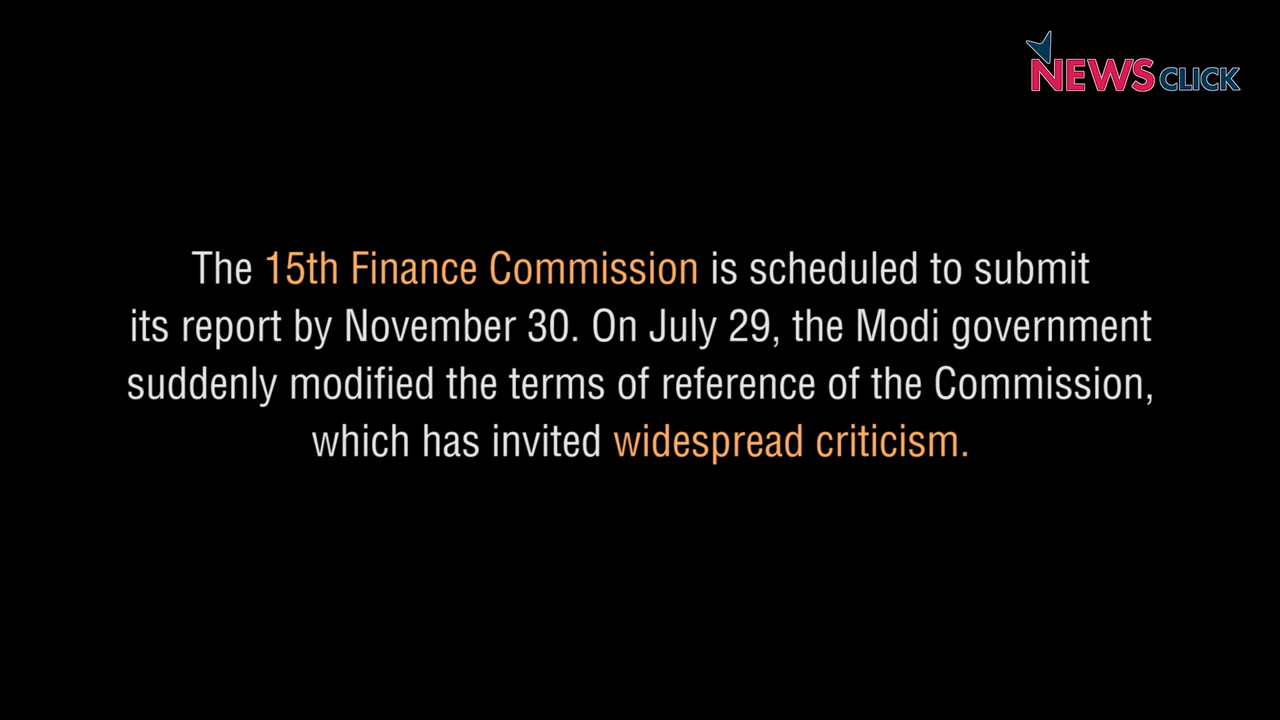 NEWSCLICK
The 15th Finance Commission is scheduled to submit
its report by November 30. On July 29, the Modi government
suddenly modified the terms of reference of the Commission,
which has invited widespread criticism.